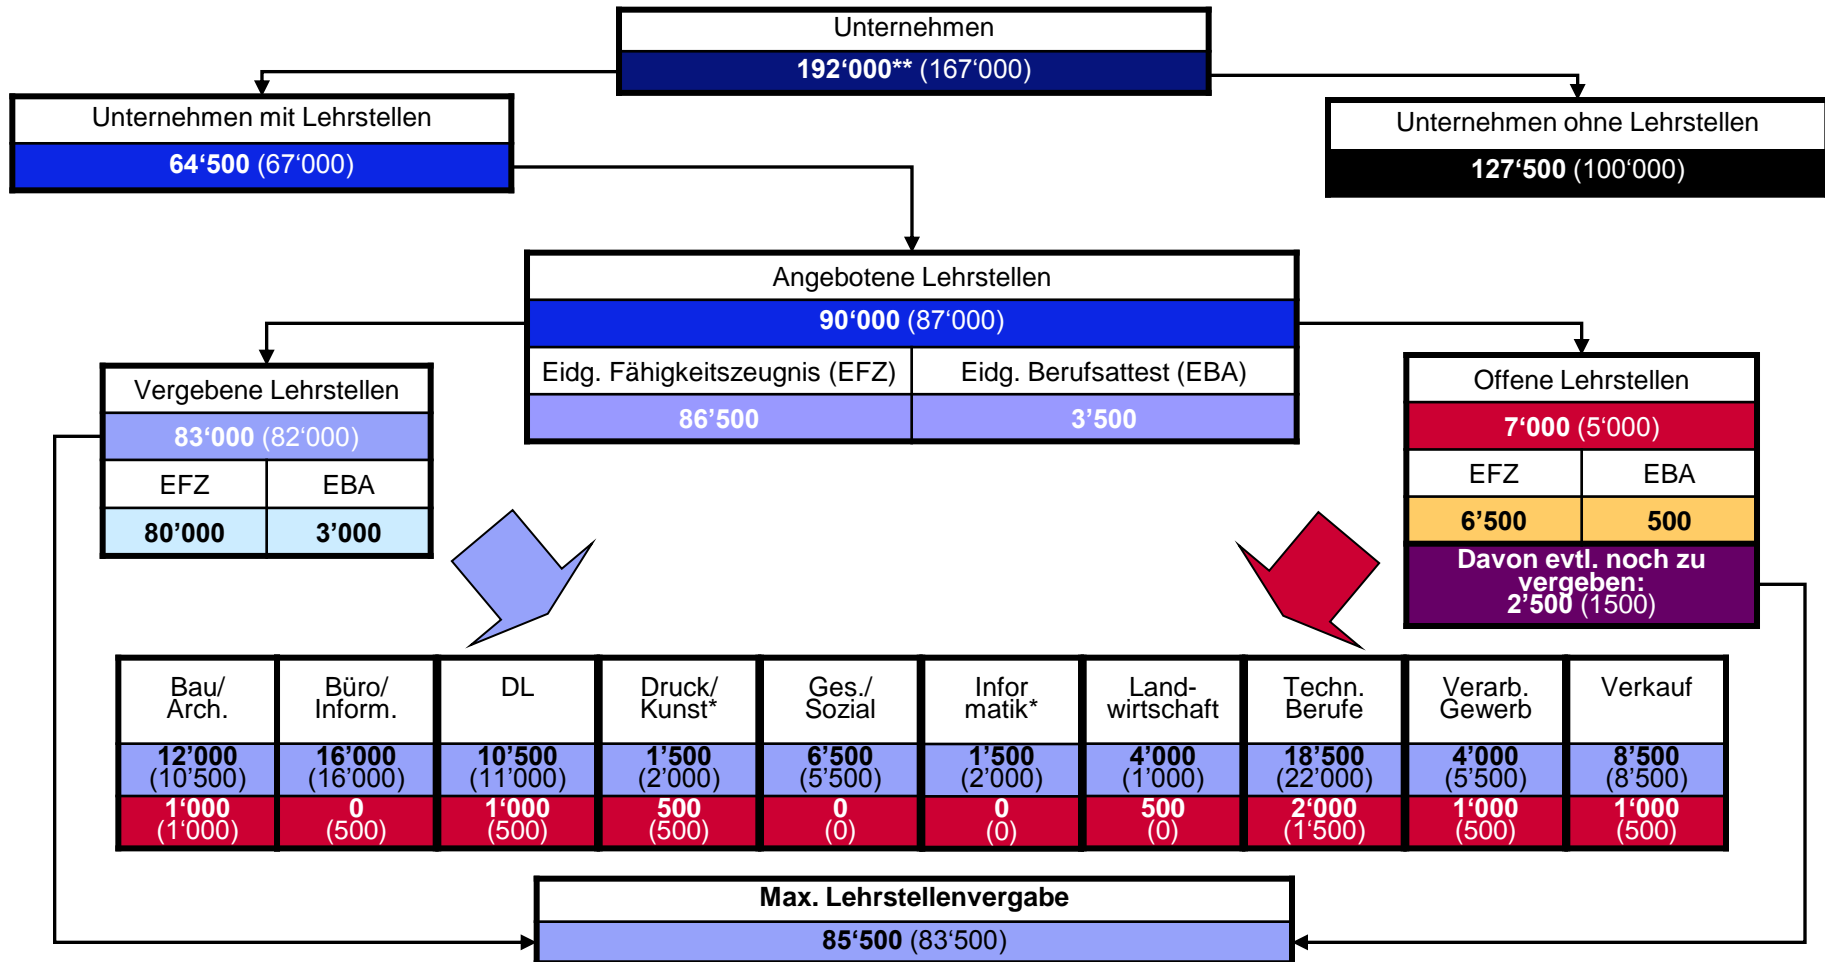 Unternehmen
192‘000** (167‘000)
Unternehmen mit Lehrstellen
64‘500 (67‘000)
Unternehmen ohne Lehrstellen
127‘500 (100‘000)
Angebotene Lehrstellen
90‘000 (87‘000)
Eidg. Fähigkeitszeugnis (EFZ)
Eidg. Berufsattest (EBA)
86’500
3’500
Vergebene Lehrstellen
83‘000 (82‘000)
EFZ
EBA
80’000
3’000
Offene Lehrstellen
7‘000 (5‘000)
EFZ
EBA
6’500
500
Davon evtl. noch zu
vergeben:
2’500 (1500)
Bau/
Arch.
Büro/
Inform.
DL
Druck/
Kunst*
Ges./
Sozial
Infor
matik*
Land-
wirtschaft
Techn.
Berufe
Verarb.
Gewerb
Verkauf
12’000
(10’500)
16’000
(16’000)
10’500
(11’000)
1’500
(2’000)
6’500
(5’500)
1’500
(2’000)
4’000
(1’000)
18’500
(22’000)
4’000
(5’500)
8’500
(8’500)
1‘000
(1’000)
0
(500)
1‘000
(500)
500
(500)
0
(0)
0
(0)
500
(0)
2‘000
(1‘500)
1‘000
(500)
1‘000
(500)
Max. Lehrstellenvergabe
85‘500 (83‘500)